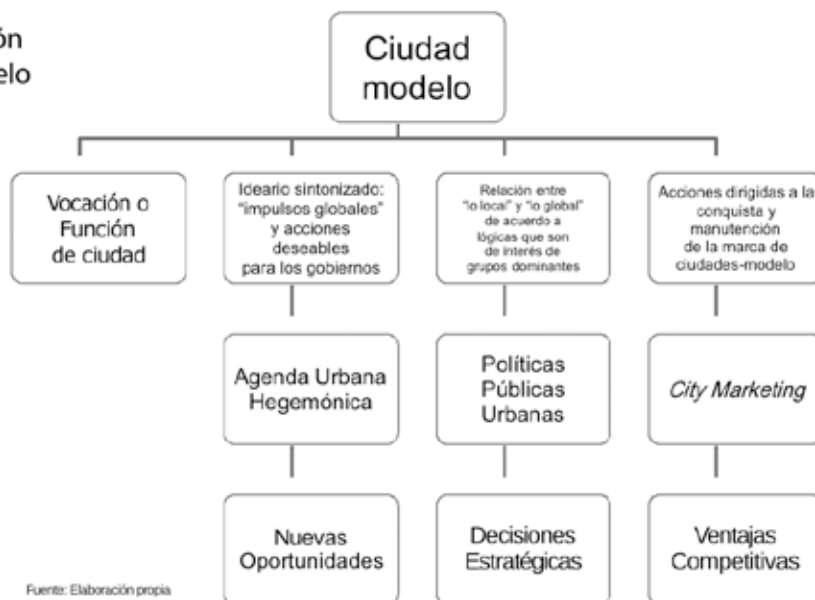 ón
elo
Ciudad
modelo
Vocación o
Función
de ciudad
Ideario sintonizado:
"impulsos globales"
y acciones
deseables
para los gobiernos
Relación entre
"lo local" y "lo global"
de acuerdo a
lógicas que son
de interés de
grupos dominantes
Acciones dirigidas a la
conquista y
manutención
de la marca de
ciudades-modelo
Agenda Urbana
Hegemónica
Políticas
Públicas
Urbanas
City Marketing
Nuevas
Oportunidades
Decisiones
Estratégicas
Ventajas
Competitivas
Fuente: Elaboración propia